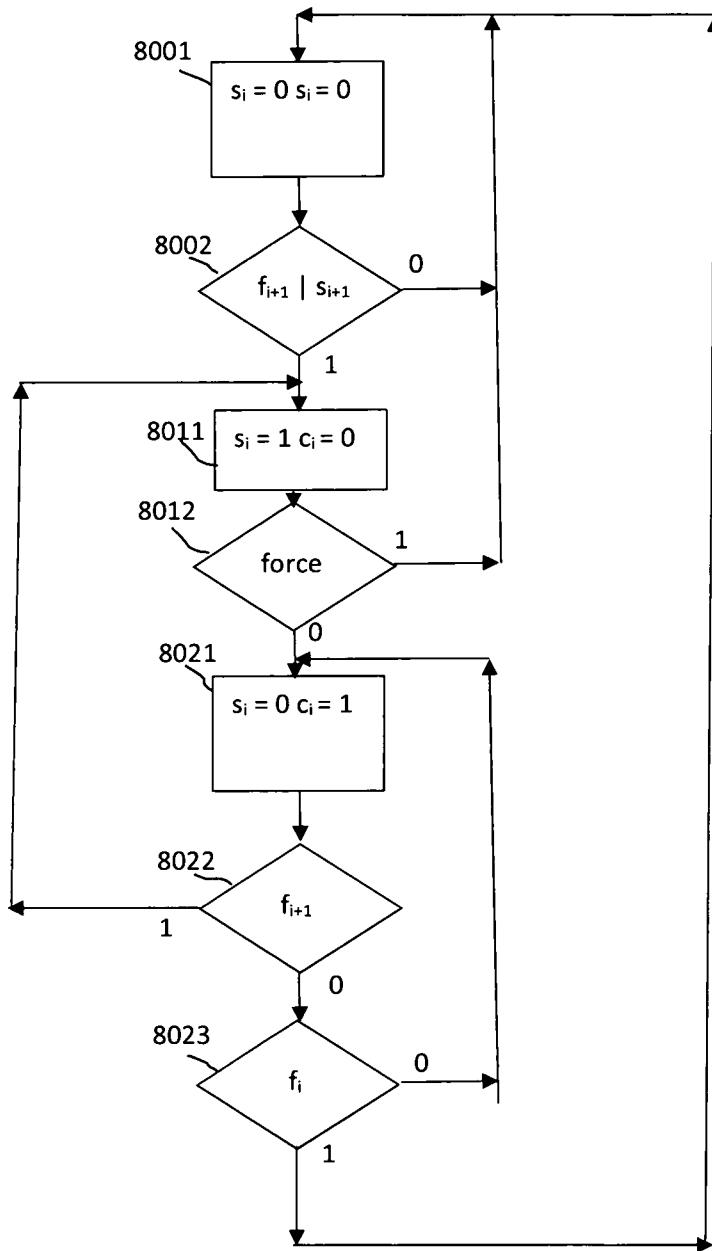 8001
sᵢ = 0 sᵢ = 0
8002
fᵢ₊₁ | sᵢ₊₁
0
1
8011
sᵢ = 1 cᵢ = 0
8012
force
1
0
8021
sᵢ = 0 cᵢ = 1
8022
fᵢ₊₁
1
0
8023
fᵢ
0
1